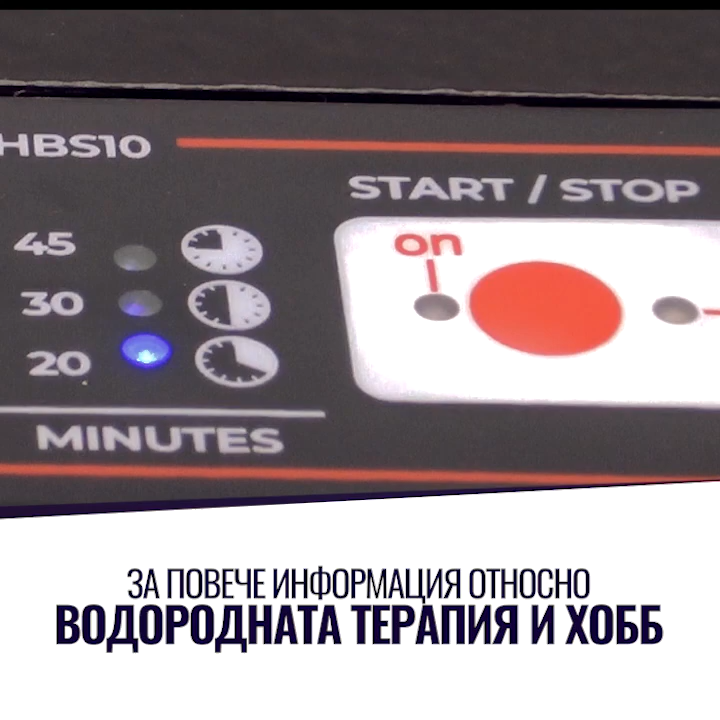 HBS10
START / STOP
45
on
30
20
MINUTES
ЗА ПОВЕЧЕ ИНФОРМАЦИЯ ОТНОСНО
ВОДОРОДНАТА ТЕРАПИЯ И ХОББ